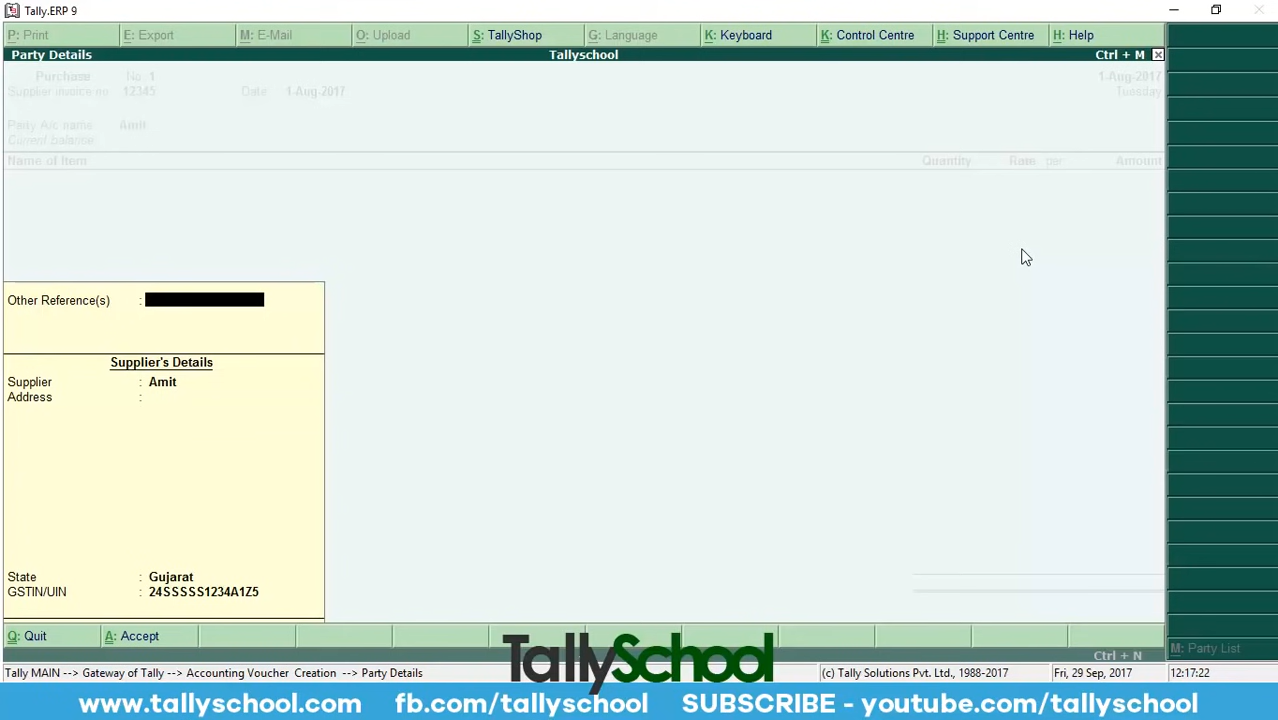 Tally.ERP 9
P: Print E: Export M: E-Mail O: Upload S: TallyShop G: Language K: Keyboard K: Control Centre H: Support Centre H: Help
Party Details Tallyschool Ctrl + M
Purchase No. 1 1-Aug-2017
Supplier invoice no 12345 Date 1-Aug-2017 Tuesday
Party A/c name : Amit
Current balance :
Name of Item Quantity Rate per Amount
Other Reference(s) :
Supplier's Details
Supplier : Amit
Address :
State : Gujarat
GSTIN/UIN : 24SSSSS1234A1Z5
Q: Quit A: Accept
M: Party List
Ctrl + N
TallySchool
Tally MAIN --> Gateway of Tally --> Accounting Voucher Creation --> Party Details (c) Tally Solutions Pvt. Ltd., 1988-2017 Fri, 29 Sep, 2017 12:17:22
www.tallyschool.com fb.com/tallyschool SUBSCRIBE - youtube.com/tallyschool